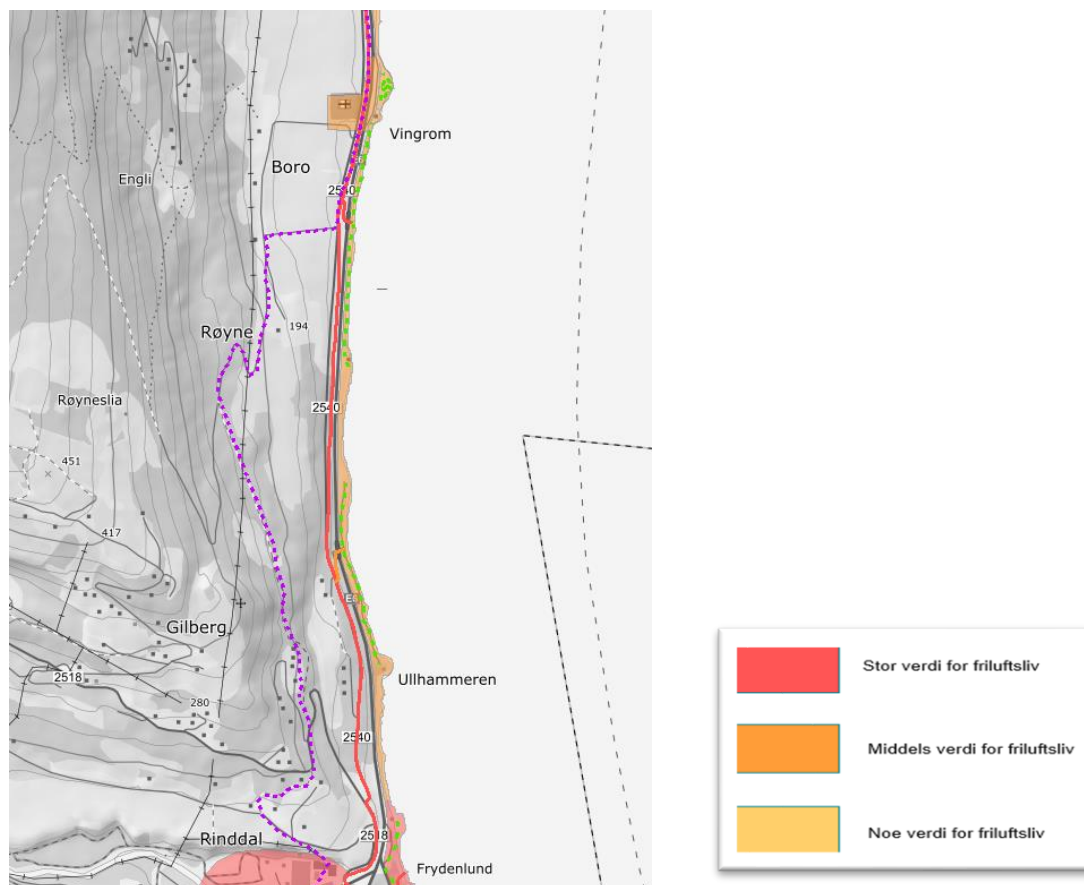 Vingrom
Boro
Engli
2540
194
Røyne
Røyneslia
2540
451
417
Gilberg
2518
Ullhammeren
280
2540
Rinddal
2518
Frydenlund
Stor verdi for friluftsliv
Middels verdi for friluftsliv
Noe verdi for friluftsliv